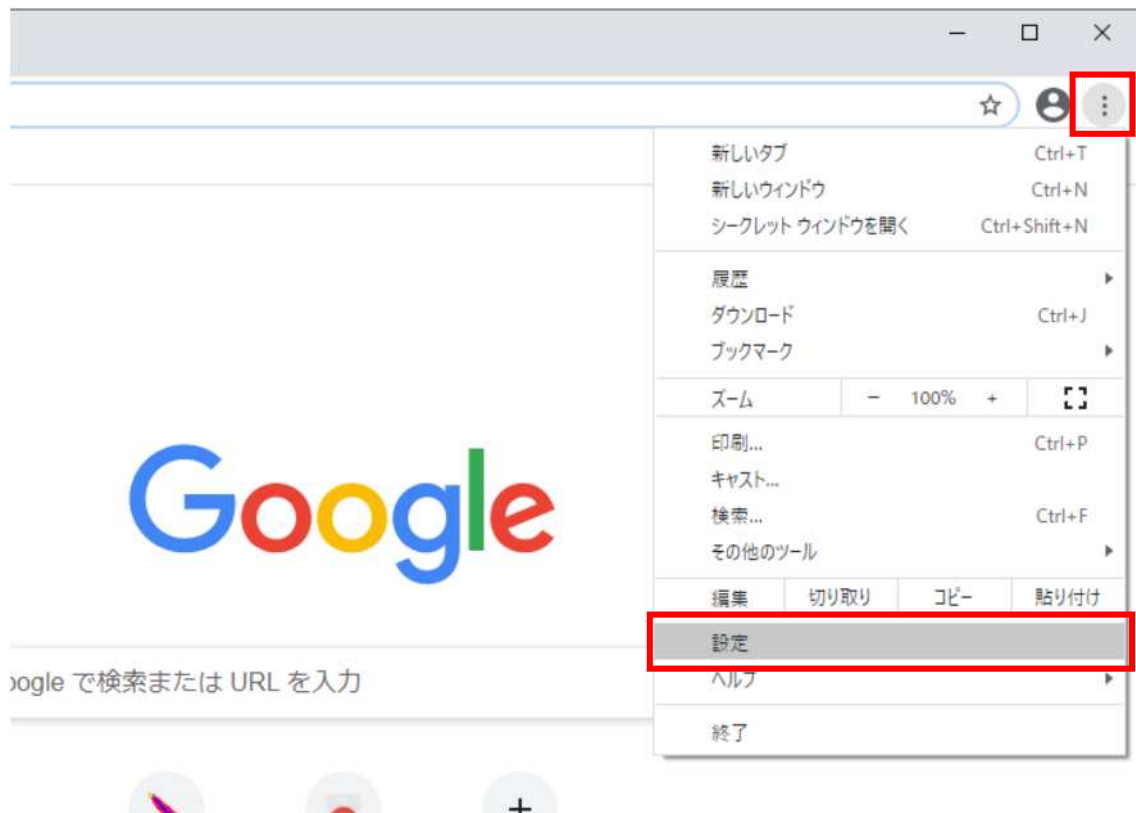 新しいタブ Ctrl+T
新しいウィンドウ Ctrl+N
シークレット ウィンドウを開く Ctrl+Shift+N
履歴
ダウンロード Ctrl+J
ブックマーク
ズーム − 100% +
印刷... Ctrl+P
キャスト...
検索... Ctrl+F
その他のツール
編集 切り取り コピー 貼り付け
設定
ヘルプ
終了
Google
oogle で検索または URL を入力